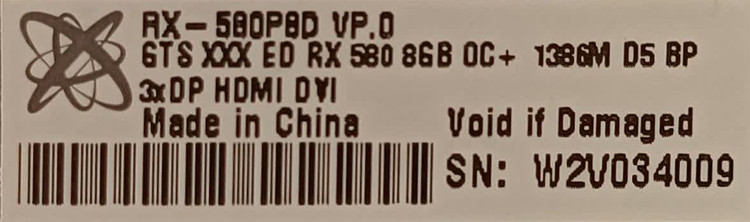 RX-580P8D VP.0
GTS XXX ED RX 580 8GB OC+ 1386M D5 BP
3xDP HDMI DVI
Made in China
Void if Damaged
SN: W2V034009